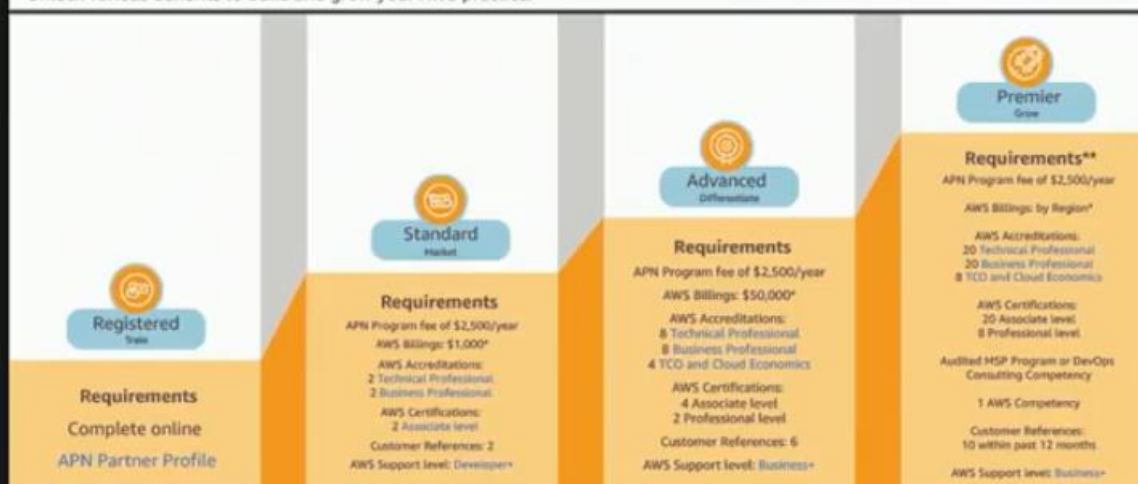 Registered
Train
Requirements
Complete online
APN Partner Profile
Standard
Market
Requirements
APN Program fee of $2,500/year
AWS Billings: $1,000*
AWS Accreditations:
2 Technical Professional
2 Business Professional
AWS Certifications:
2 Associate level
Customer References: 2
AWS Support level: Developer+
Advanced
Differentiate
Requirements
APN Program fee of $2,500/year
AWS Billings: $50,000*
AWS Accreditations:
8 Technical Professional
8 Business Professional
4 TCO and Cloud Economics
AWS Certifications:
4 Associate level
2 Professional level
Customer References: 6
AWS Support level: Business+
Premier
Grow
Requirements**
APN Program fee of $2,500/year
AWS Billings: by Region*
AWS Accreditations:
20 Technical Professional
20 Business Professional
8 TCO and Cloud Economics
AWS Certifications:
20 Associate level
8 Professional level
Audited MSP Program or DevOps
Consulting Competency
1 AWS Competency
Customer References:
10 within past 12 months
AWS Support level: Business+